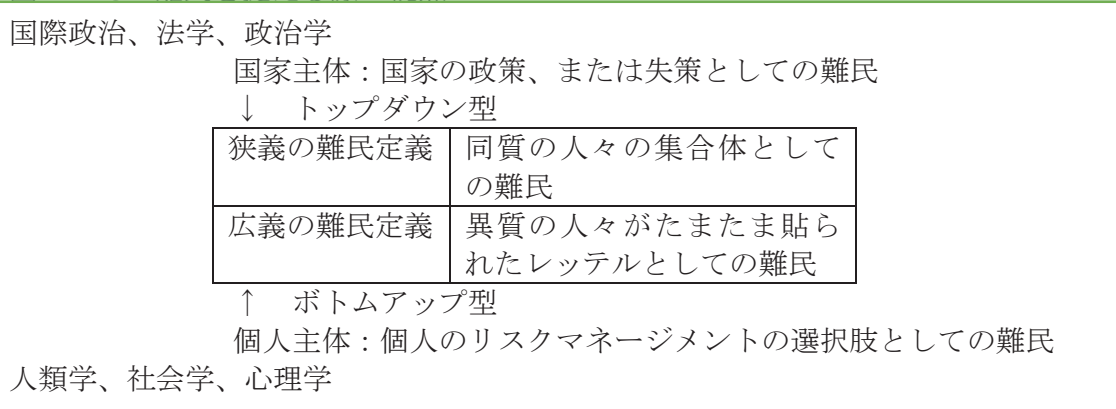 国際政治、法学、政治学
国家主体：国家の政策、または失策としての難民
↓　トップダウン型
狭義の難民定義　同質の人々の集合体として
の難民
広義の難民定義　異質の人々がたまたま貼ら
れたレッテルとしての難民
↑　ボトムアップ型
個人主体：個人のリスクマネージメントの選択肢としての難民
人類学、社会学、心理学